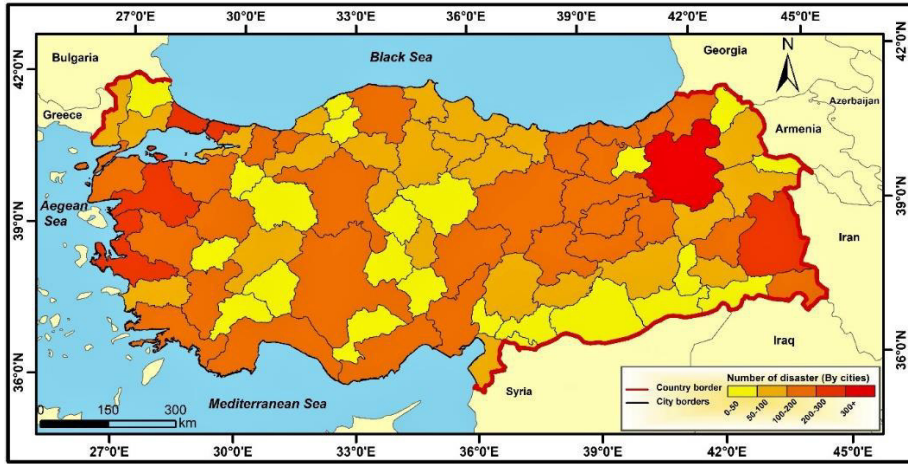 27°0'E 30°0'E 33°0'E 36°0'E 39°0'E 42°0'E 45°0'E
42°0'N
39°0'N
36°0'N
42°0'N
39°0'N
36°0'N
Bulgaria
Black Sea
Georgia
N
Azerbaijan
Greece
Armenia
Aegean
Sea
Iran
Iraq
Syria
Mediterranean Sea
0 160 300
km
Number of disaster (By cities)
Country border
City borders
0-50
50-100
100-200
200-300
300+
27°0'E 30°0'E 33°0'E 36°0'E 39°0'E 42°0'E 45°0'E